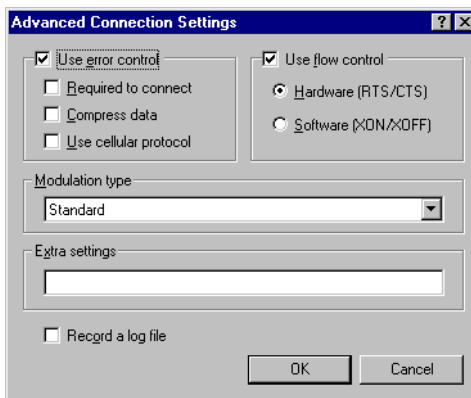 Advanced Connection Settings
Use error control
Required to connect
Compress data
Use cellular protocol
Use flow control
Hardware (RTS/CTS)
Software (XON/XOFF)
Modulation type
Standard
Extra settings
Record a log file
OK
Cancel